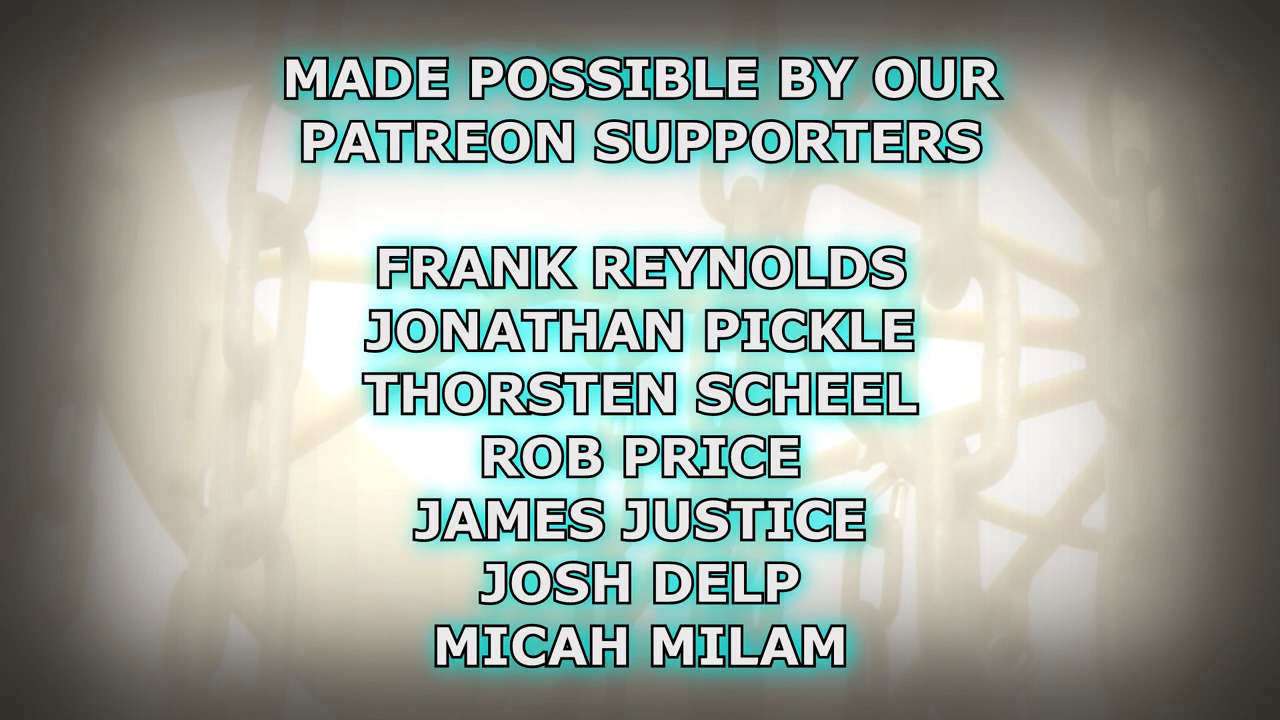 MADE POSSIBLE BY OUR
PATREON SUPPORTERS
FRANK REYNOLDS
JONATHAN PICKLE
THORSTEN SCHEEL
ROB PRICE
JAMES JUSTICE
JOSH DELP
MICAH MILAM